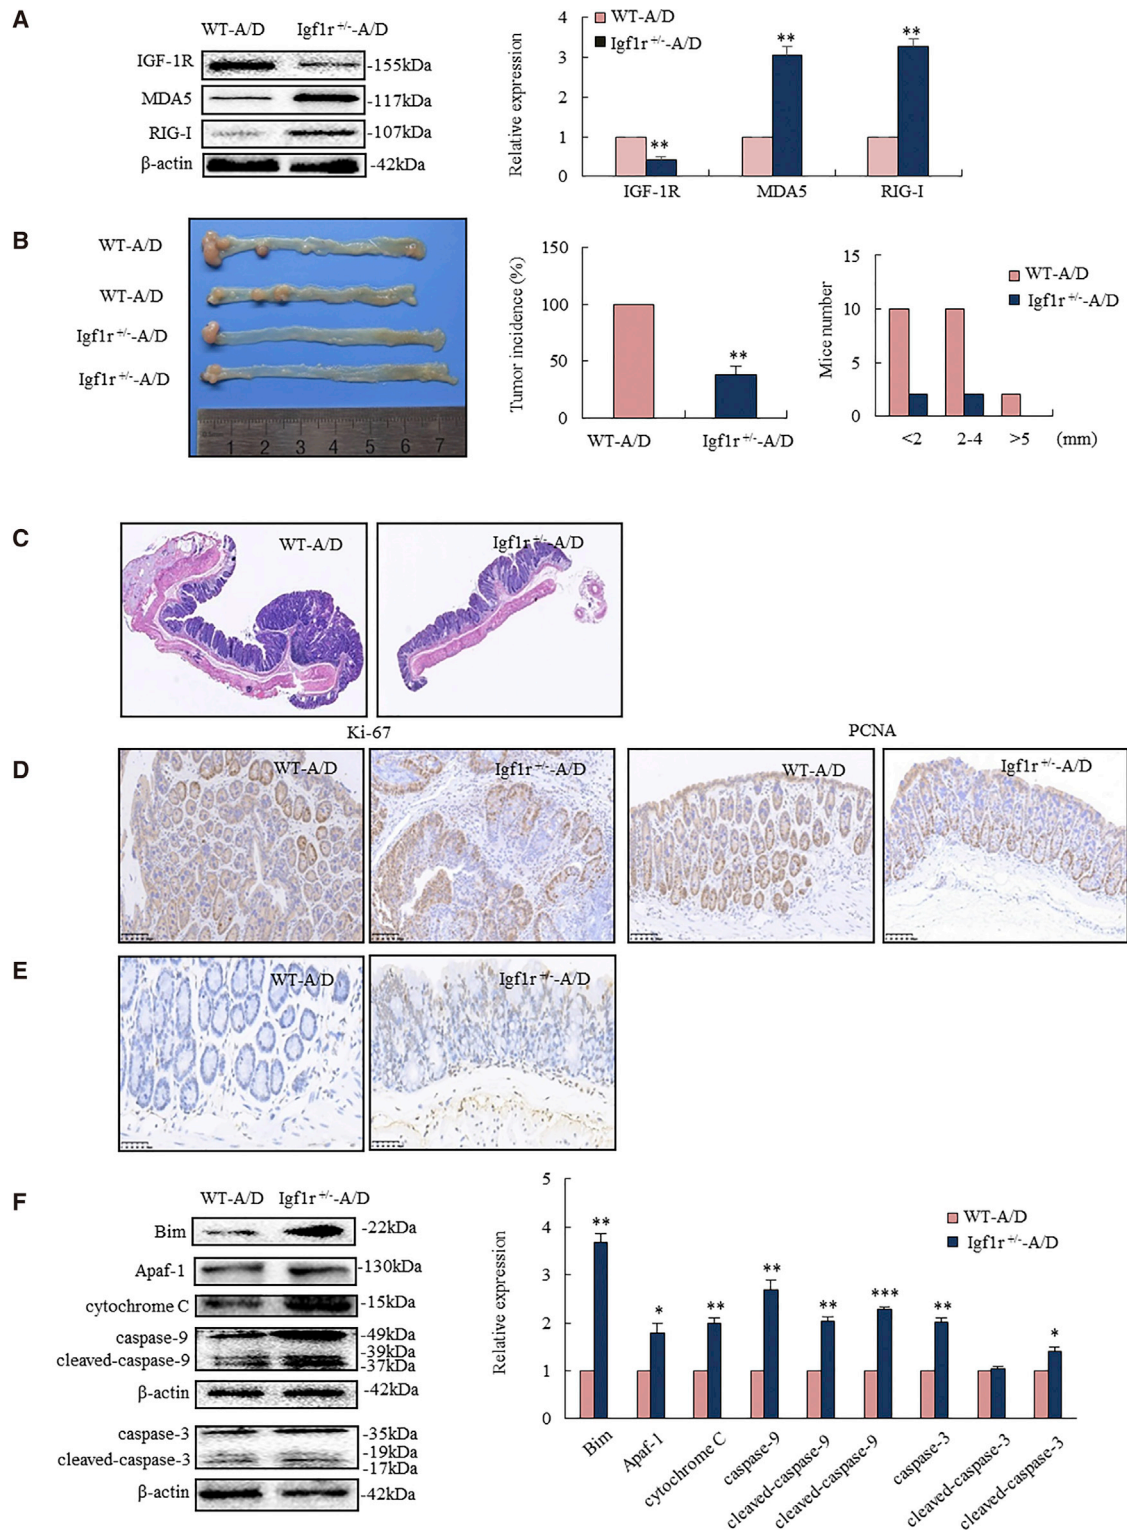 A
WT-A/D Igf1r+/--A/D
IGF-1R -155kDa
MDA5 -117kDa
RIG-I -107kDa
β-actin -42kDa
Relative expression
4
3
2
1
0
WT-A/D
Igf1r+/--A/D
** ** **
IGF-1R MDA5 RIG-I
B
WT-A/D
WT-A/D
Igf1r+/--A/D
Igf1r+/--A/D
1 2 3 4 5 6 7
Tumor incidence (%)
150
100
50
0
**
WT-A/D Igf1r+/--A/D
Mice number
15
10
5
0
WT-A/D
Igf1r+/--A/D
<2 2-4 >5 (mm)
C
WT-A/D Igf1r+/--A/D
Ki-67 PCNA
D
WT-A/D Igf1r+/--A/D WT-A/D Igf1r+/--A/D
E
WT-A/D Igf1r+/--A/D
F
WT-A/D Igf1r+/--A/D
Bim -22kDa
Apaf-1 -130kDa
cytochrome C -15kDa
caspase-9 -49kDa
-39kDa
cleaved-caspase-9 -37kDa
β-actin -42kDa
caspase-3 -35kDa
-19kDa
cleaved-caspase-3 -17kDa
β-actin -42kDa
Relative expression
5
4
3
2
1
0
WT-A/D
Igf1r+/--A/D
** * ** ** ** *** ** *
Bim Apaf-1 cytochrome C caspase-9 cleaved-caspase-9 cleaved-caspase-9 caspase-3 cleaved-caspase-3 cleaved-caspase-3